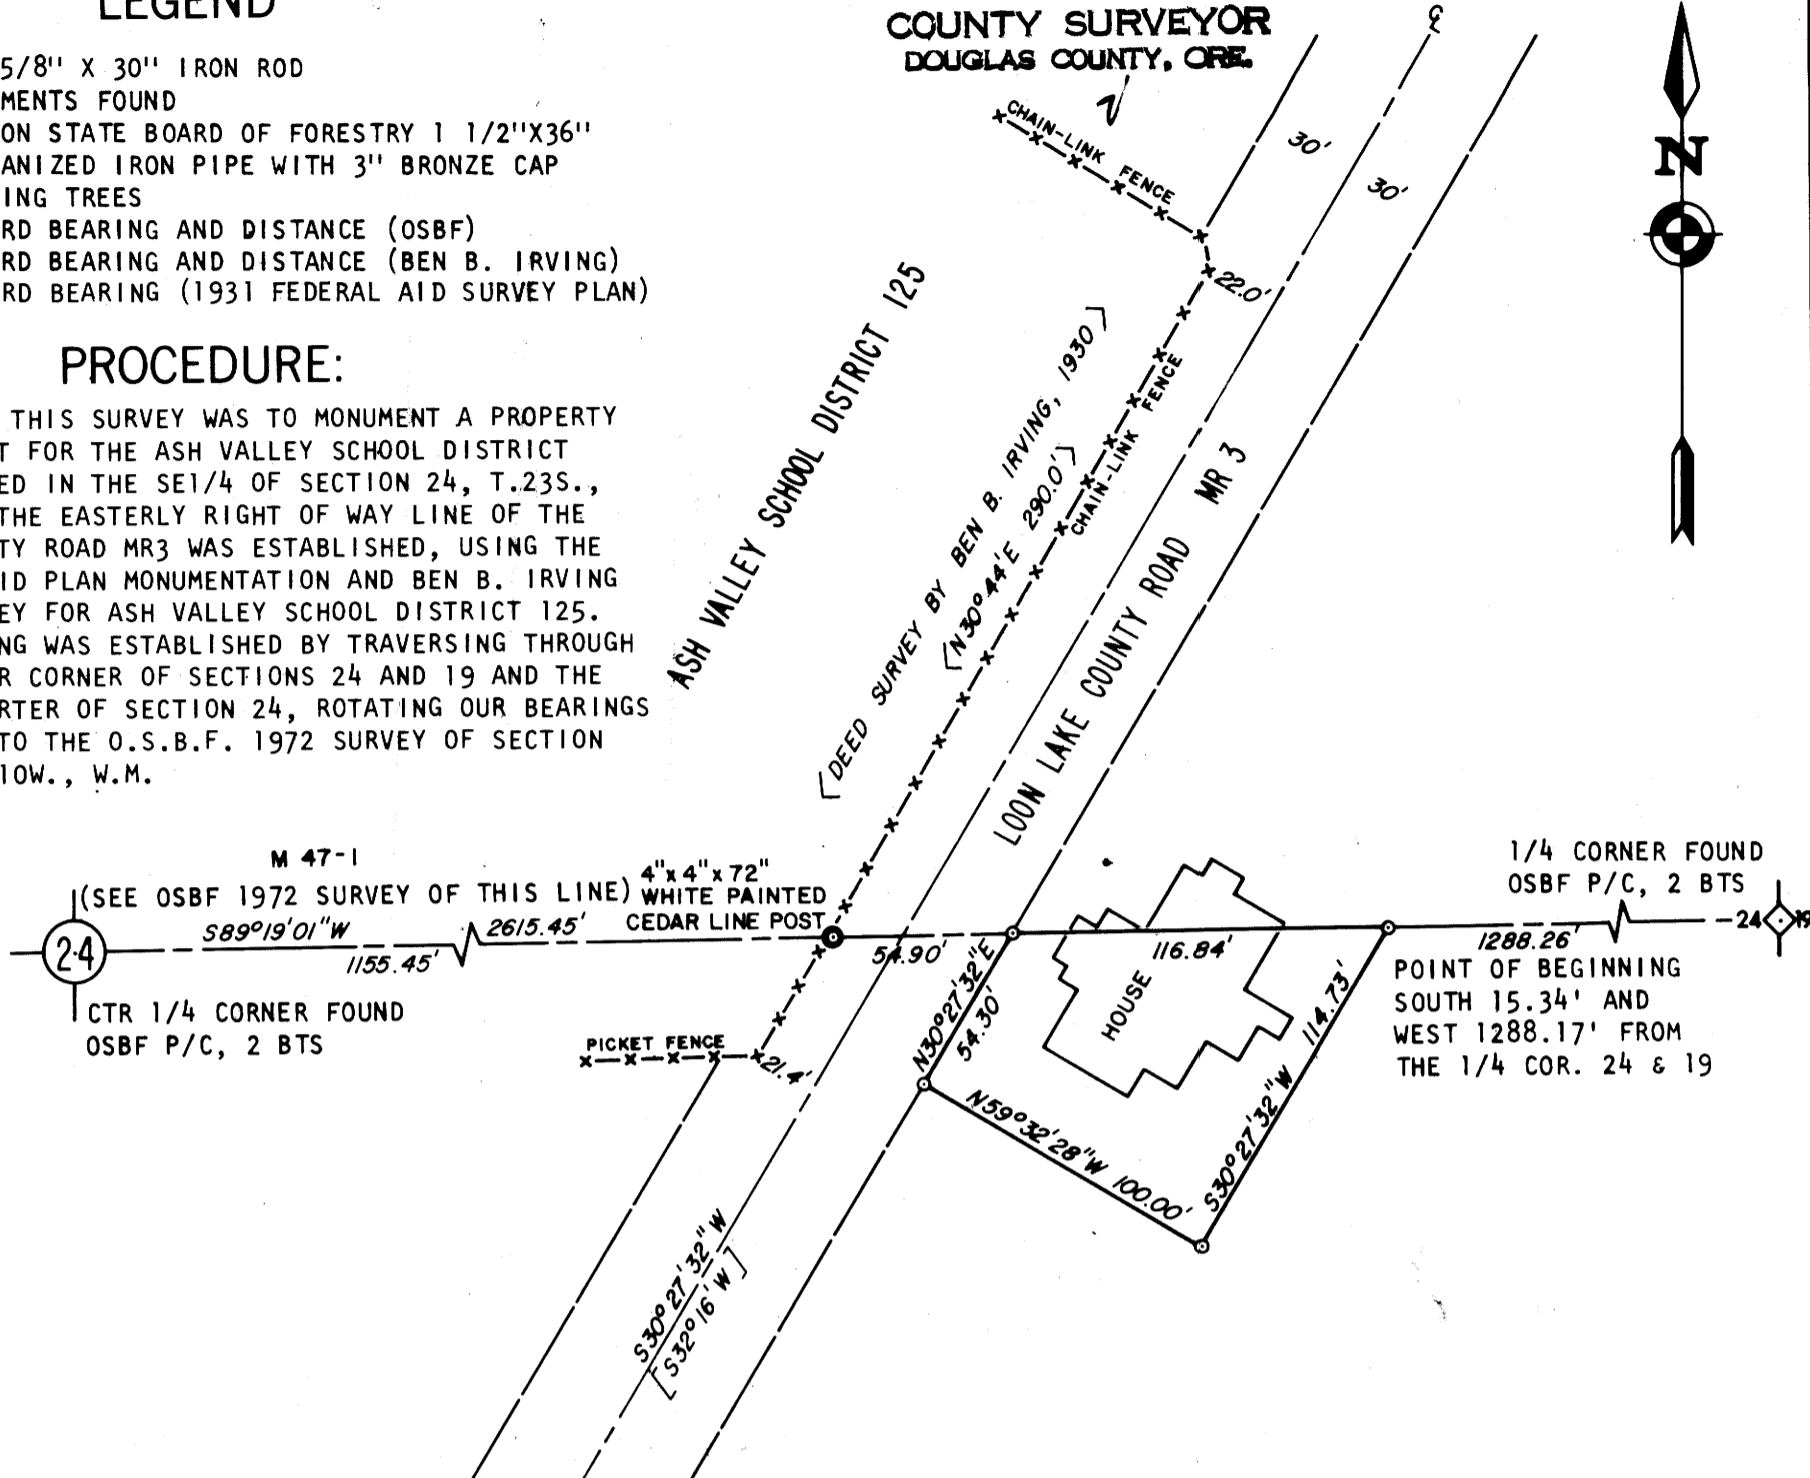 LEGEND
5/8" X 30" IRON ROD
MENTS FOUND
ON STATE BOARD OF FORESTRY 1 1/2"X36"
ANIZED IRON PIPE WITH 3" BRONZE CAP
ING TREES
RD BEARING AND DISTANCE (OSBF)
RD BEARING AND DISTANCE (BEN B. IRVING)
RD BEARING (1931 FEDERAL AID SURVEY PLAN)
PROCEDURE:
THIS SURVEY WAS TO MONUMENT A PROPERTY
T FOR THE ASH VALLEY SCHOOL DISTRICT
ED IN THE SE1/4 OF SECTION 24, T.23S.,
THE EASTERLY RIGHT OF WAY LINE OF THE
TY ROAD MR3 WAS ESTABLISHED, USING THE
ID PLAN MONUMENTATION AND BEN B. IRVING
EY FOR ASH VALLEY SCHOOL DISTRICT 125.
NG WAS ESTABLISHED BY TRAVERSING THROUGH
R CORNER OF SECTIONS 24 AND 19 AND THE
RTER OF SECTION 24, ROTATING OUR BEARINGS
TO THE O.S.B.F. 1972 SURVEY OF SECTION
10W., W.M.
COUNTY SURVEYOR
DOUGLAS COUNTY, ORE.
℄
N
30'
30'
CHAIN-LINK FENCE
22.0'
ASH VALLEY SCHOOL DISTRICT 125
[DEED SURVEY BY BEN B. IRVING, 1930]
[N30°44'E 290.0']
CHAIN-LINK FENCE
LOON LAKE COUNTY ROAD MR 3
M 47-1
(SEE OSBF 1972 SURVEY OF THIS LINE)
4"x4"x72"
WHITE PAINTED
CEDAR LINE POST
S89°19'01"W 2615.45'
1155.45'
24
CTR 1/4 CORNER FOUND
OSBF P/C, 2 BTS
54.90'
116.84'
1288.26'
1/4 CORNER FOUND
OSBF P/C, 2 BTS
24 19
POINT OF BEGINNING
SOUTH 15.34' AND
WEST 1288.17' FROM
THE 1/4 COR. 24 & 19
HOUSE
PICKET FENCE
21.4'
N30°27'32"E
54.30'
114.73'
S30°27'32"W
N59°32'28"W 100.00'
S30°27'32"W
[S32°16'W]